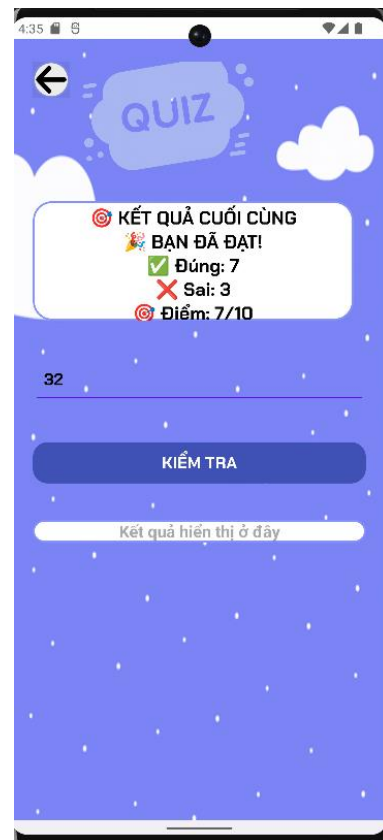 4:35
QUIZ
🎯 KẾT QUẢ CUỐI CÙNG
🎉 BẠN ĐÃ ĐẠT!
✅ Đúng: 7
❌ Sai: 3
🎯 Điểm: 7/10
32
KIỂM TRA
Kết quả hiển thị ở đây